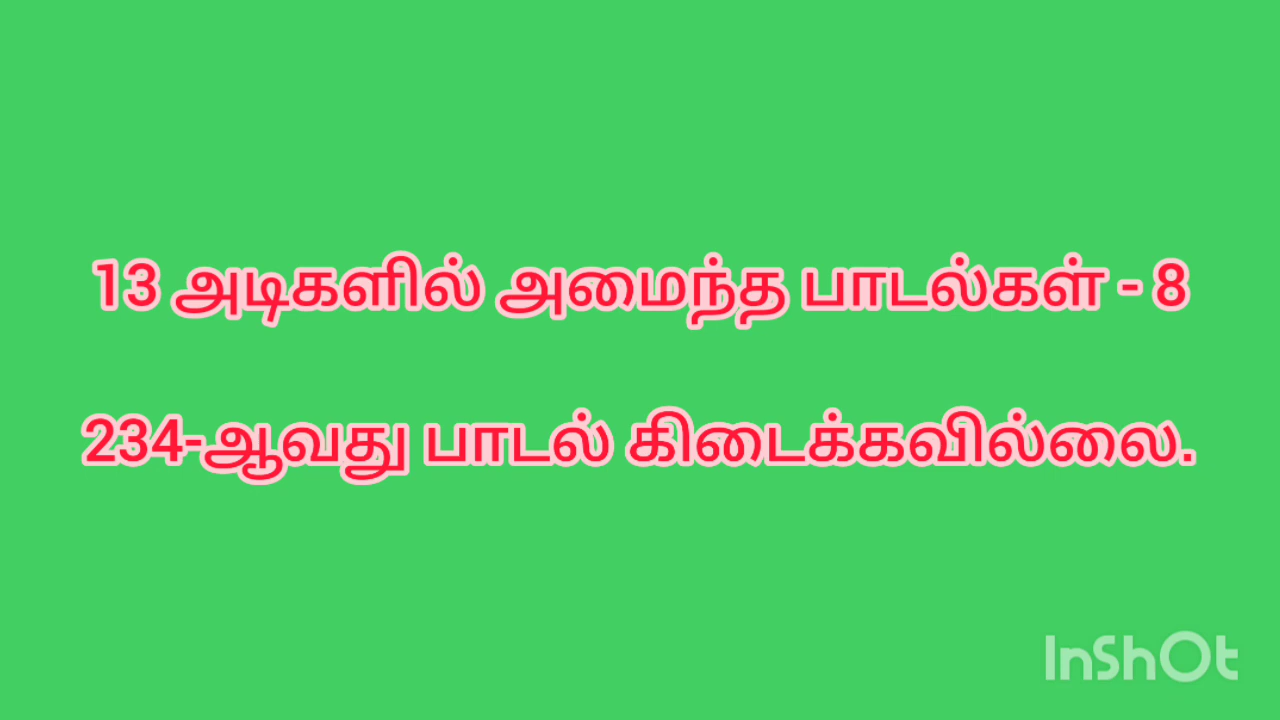 13 அடிகளில் அமைந்த பாடல்கள் - 8
234-ஆவது பாடல் கிடைக்கவில்லை.
InShOt